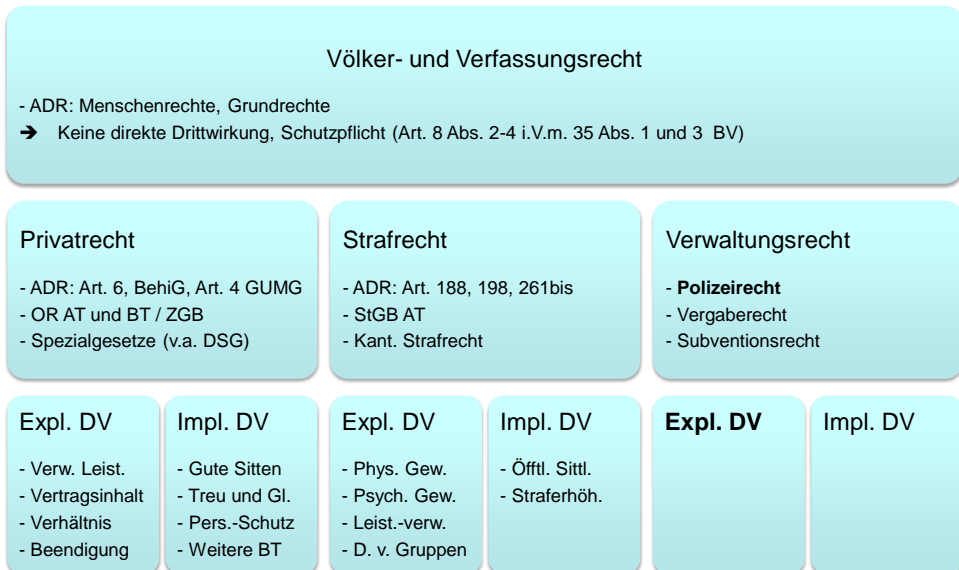 Völker- und Verfassungsrecht
- ADR: Menschenrechte, Grundrechte
➔ Keine direkte Drittwirkung, Schutzpflicht (Art. 8 Abs. 2-4 i.V.m. 35 Abs. 1 und 3 BV)
Privatrecht
- ADR: Art. 6, BehiG, Art. 4 GUMG
- OR AT und BT / ZGB
- Spezialgesetze (v.a. DSG)
Strafrecht
- ADR: Art. 188, 198, 261bis
- StGB AT
- Kant. Strafrecht
Verwaltungsrecht
- Polizeirecht
- Vergaberecht
- Subventionsrecht
Expl. DV
- Verw. Leist.
- Vertragsinhalt
- Verhältnis
- Beendigung
Impl. DV
- Gute Sitten
- Treu und Gl.
- Pers.-Schutz
- Weitere BT
Expl. DV
- Phys. Gew.
- Psych. Gew.
- Leist.-verw.
- D. v. Gruppen
Impl. DV
- Öfftl. Sittl.
- Straferhöh.
Expl. DV
Impl. DV